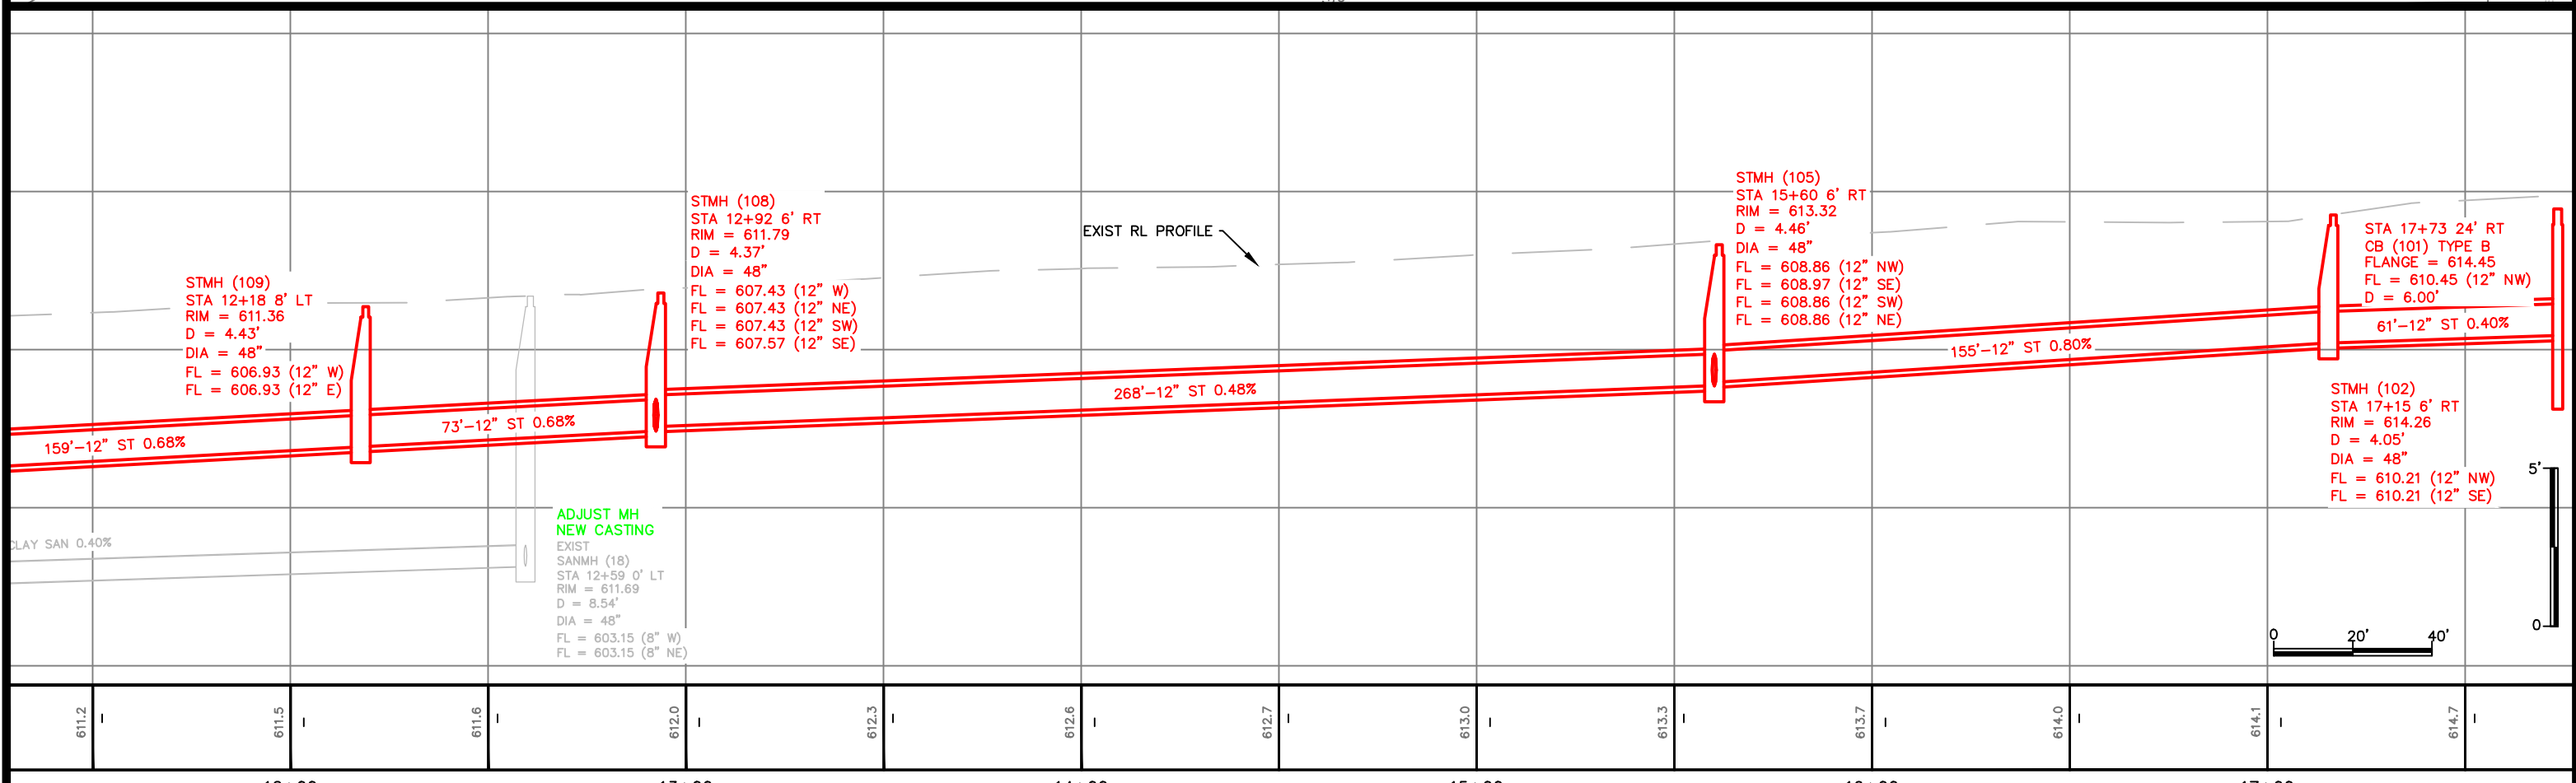 STMH (109)
STA 12+18 8' LT
RIM = 611.36
D = 4.43'
DIA = 48"
FL = 606.93 (12" W)
FL = 606.93 (12" E)
STMH (108)
STA 12+92 6' RT
RIM = 611.79
D = 4.37'
DIA = 48"
FL = 607.43 (12" W)
FL = 607.43 (12" NE)
FL = 607.43 (12" SW)
FL = 607.57 (12" SE)
EXIST RL PROFILE
STMH (105)
STA 15+60 6' RT
RIM = 613.32
D = 4.46'
DIA = 48"
FL = 608.86 (12" NW)
FL = 608.97 (12" SE)
FL = 608.86 (12" SW)
FL = 608.86 (12" NE)
STA 17+73 24' RT
CB (101) TYPE B
FLANGE = 614.45
FL = 610.45 (12" NW)
D = 6.00'
159'-12" ST 0.68%
73'-12" ST 0.68%
268'-12" ST 0.48%
155'-12" ST 0.80%
61'-12" ST 0.40%
STMH (102)
STA 17+15 6' RT
RIM = 614.26
D = 4.05'
DIA = 48"
FL = 610.21 (12" NW)
FL = 610.21 (12" SE)
CLAY SAN 0.40%
ADJUST MH
NEW CASTING
EXIST
SANMH (18)
STA 12+59 0' LT
RIM = 611.69
D = 8.54'
DIA = 48"
FL = 603.15 (8" W)
FL = 603.15 (8" NE)
5'
0
0 20' 40'
611.2
611.5
611.6
612.0
612.3
612.6
612.7
613.0
613.3
613.7
614.0
614.1
614.7